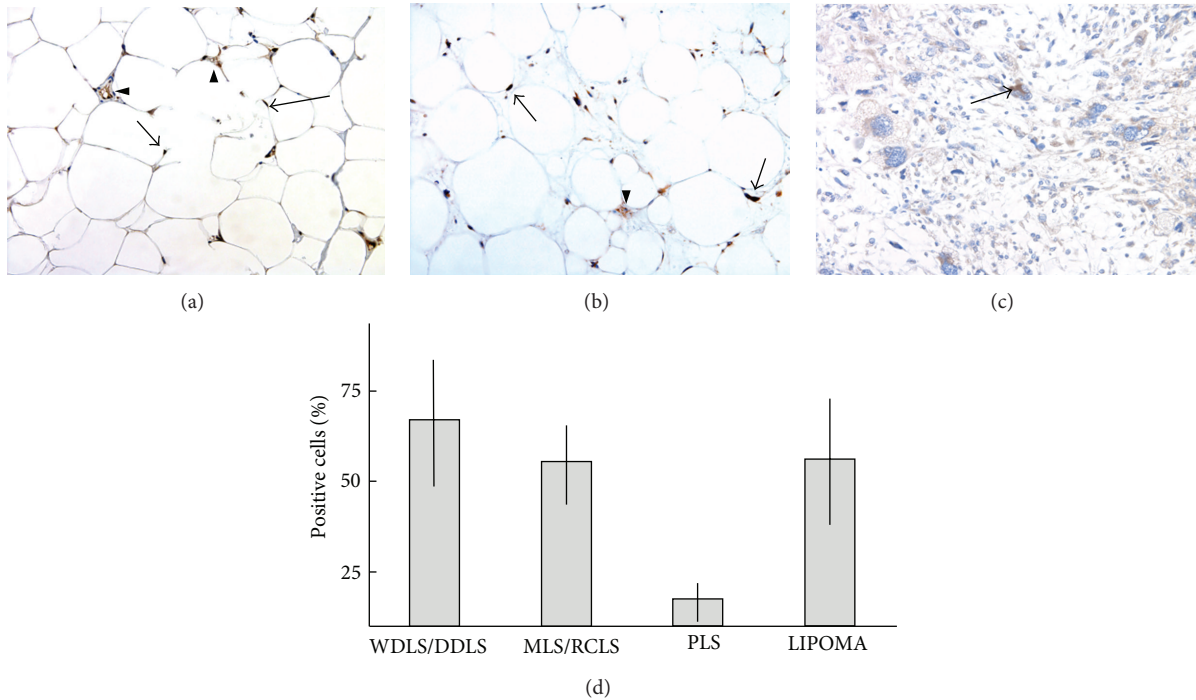 (a)
(b)
(c)
Positive cells (%)
75
50
25
WDLS/DDLS
MLS/RCLS
PLS
LIPOMA
(d)